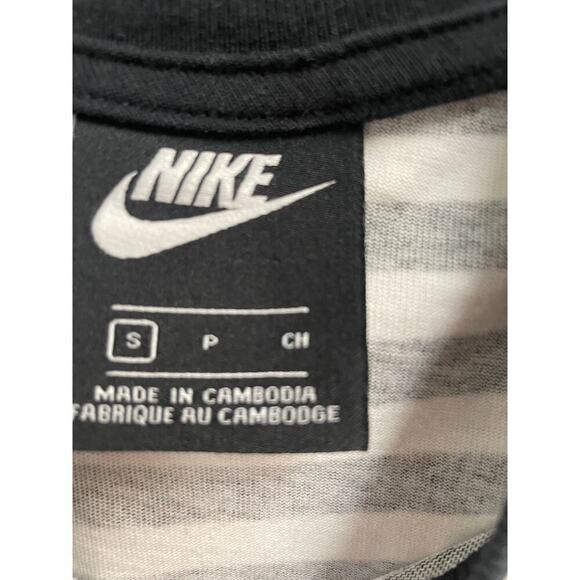 NIKE
S P CH
MADE IN CAMBODIA
FABRIQUE AU CAMBODGE